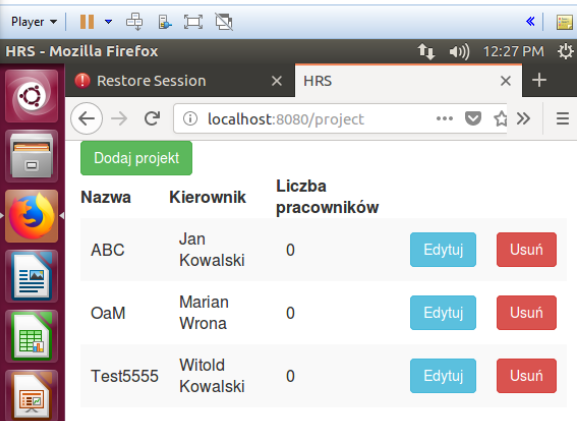 Player
HRS - Mozilla Firefox 12:27 PM
Restore Session HRS
localhost:8080/project
Dodaj projekt
Nazwa Kierownik Liczba
pracowników
ABC Jan
Kowalski 0 Edytuj Usuń
OaM Marian
Wrona 0 Edytuj Usuń
Test5555 Witold
Kowalski 0 Edytuj Usuń